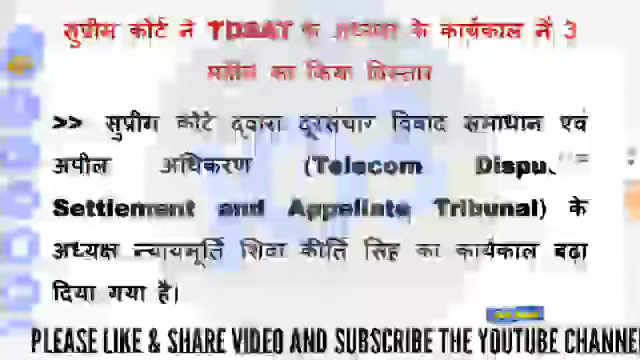 सुप्रीम कोर्ट ने TDSAT के अध्यक्ष के कार्यकाल में 3
महीने का किया विस्तार
>> सुप्रीम कोर्ट द्वारा दूरसंचार विवाद समाधान एवं
अपील अधिकरण (Telecom
Settlement and Appellate Tribunal) के
अध्यक्ष न्यायमूर्ति शिवा कीर्ति सिंह का कार्यकाल बढ़ा
दिया गया है।
PLEASE LIKE & SHARE VIDEO AND SUBSCRIBE THE YOUTUBE CHANNE